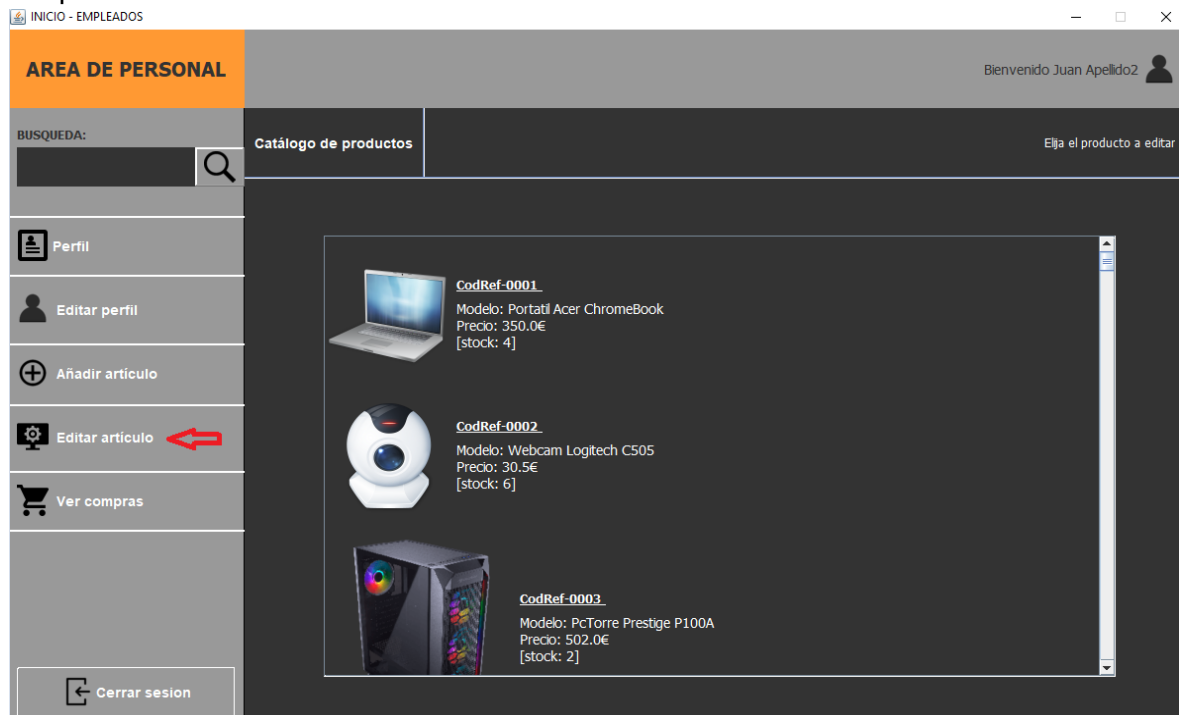 INICIO - EMPLEADOS
AREA DE PERSONAL
Bienvenido Juan Apellido2
BUSQUEDA:
Catálogo de productos
Elija el producto a editar
Perfil
Editar perfil
Añadir artículo
Editar artículo
Ver compras
Cerrar sesion
CodRef-0001
Modelo: Portatil Acer ChromeBook
Precio: 350.0€
[stock: 4]
CodRef-0002
Modelo: Webcam Logitech C505
Precio: 30.5€
[stock: 6]
CodRef-0003
Modelo: PcTorre Prestige P100A
Precio: 502.0€
[stock: 2]